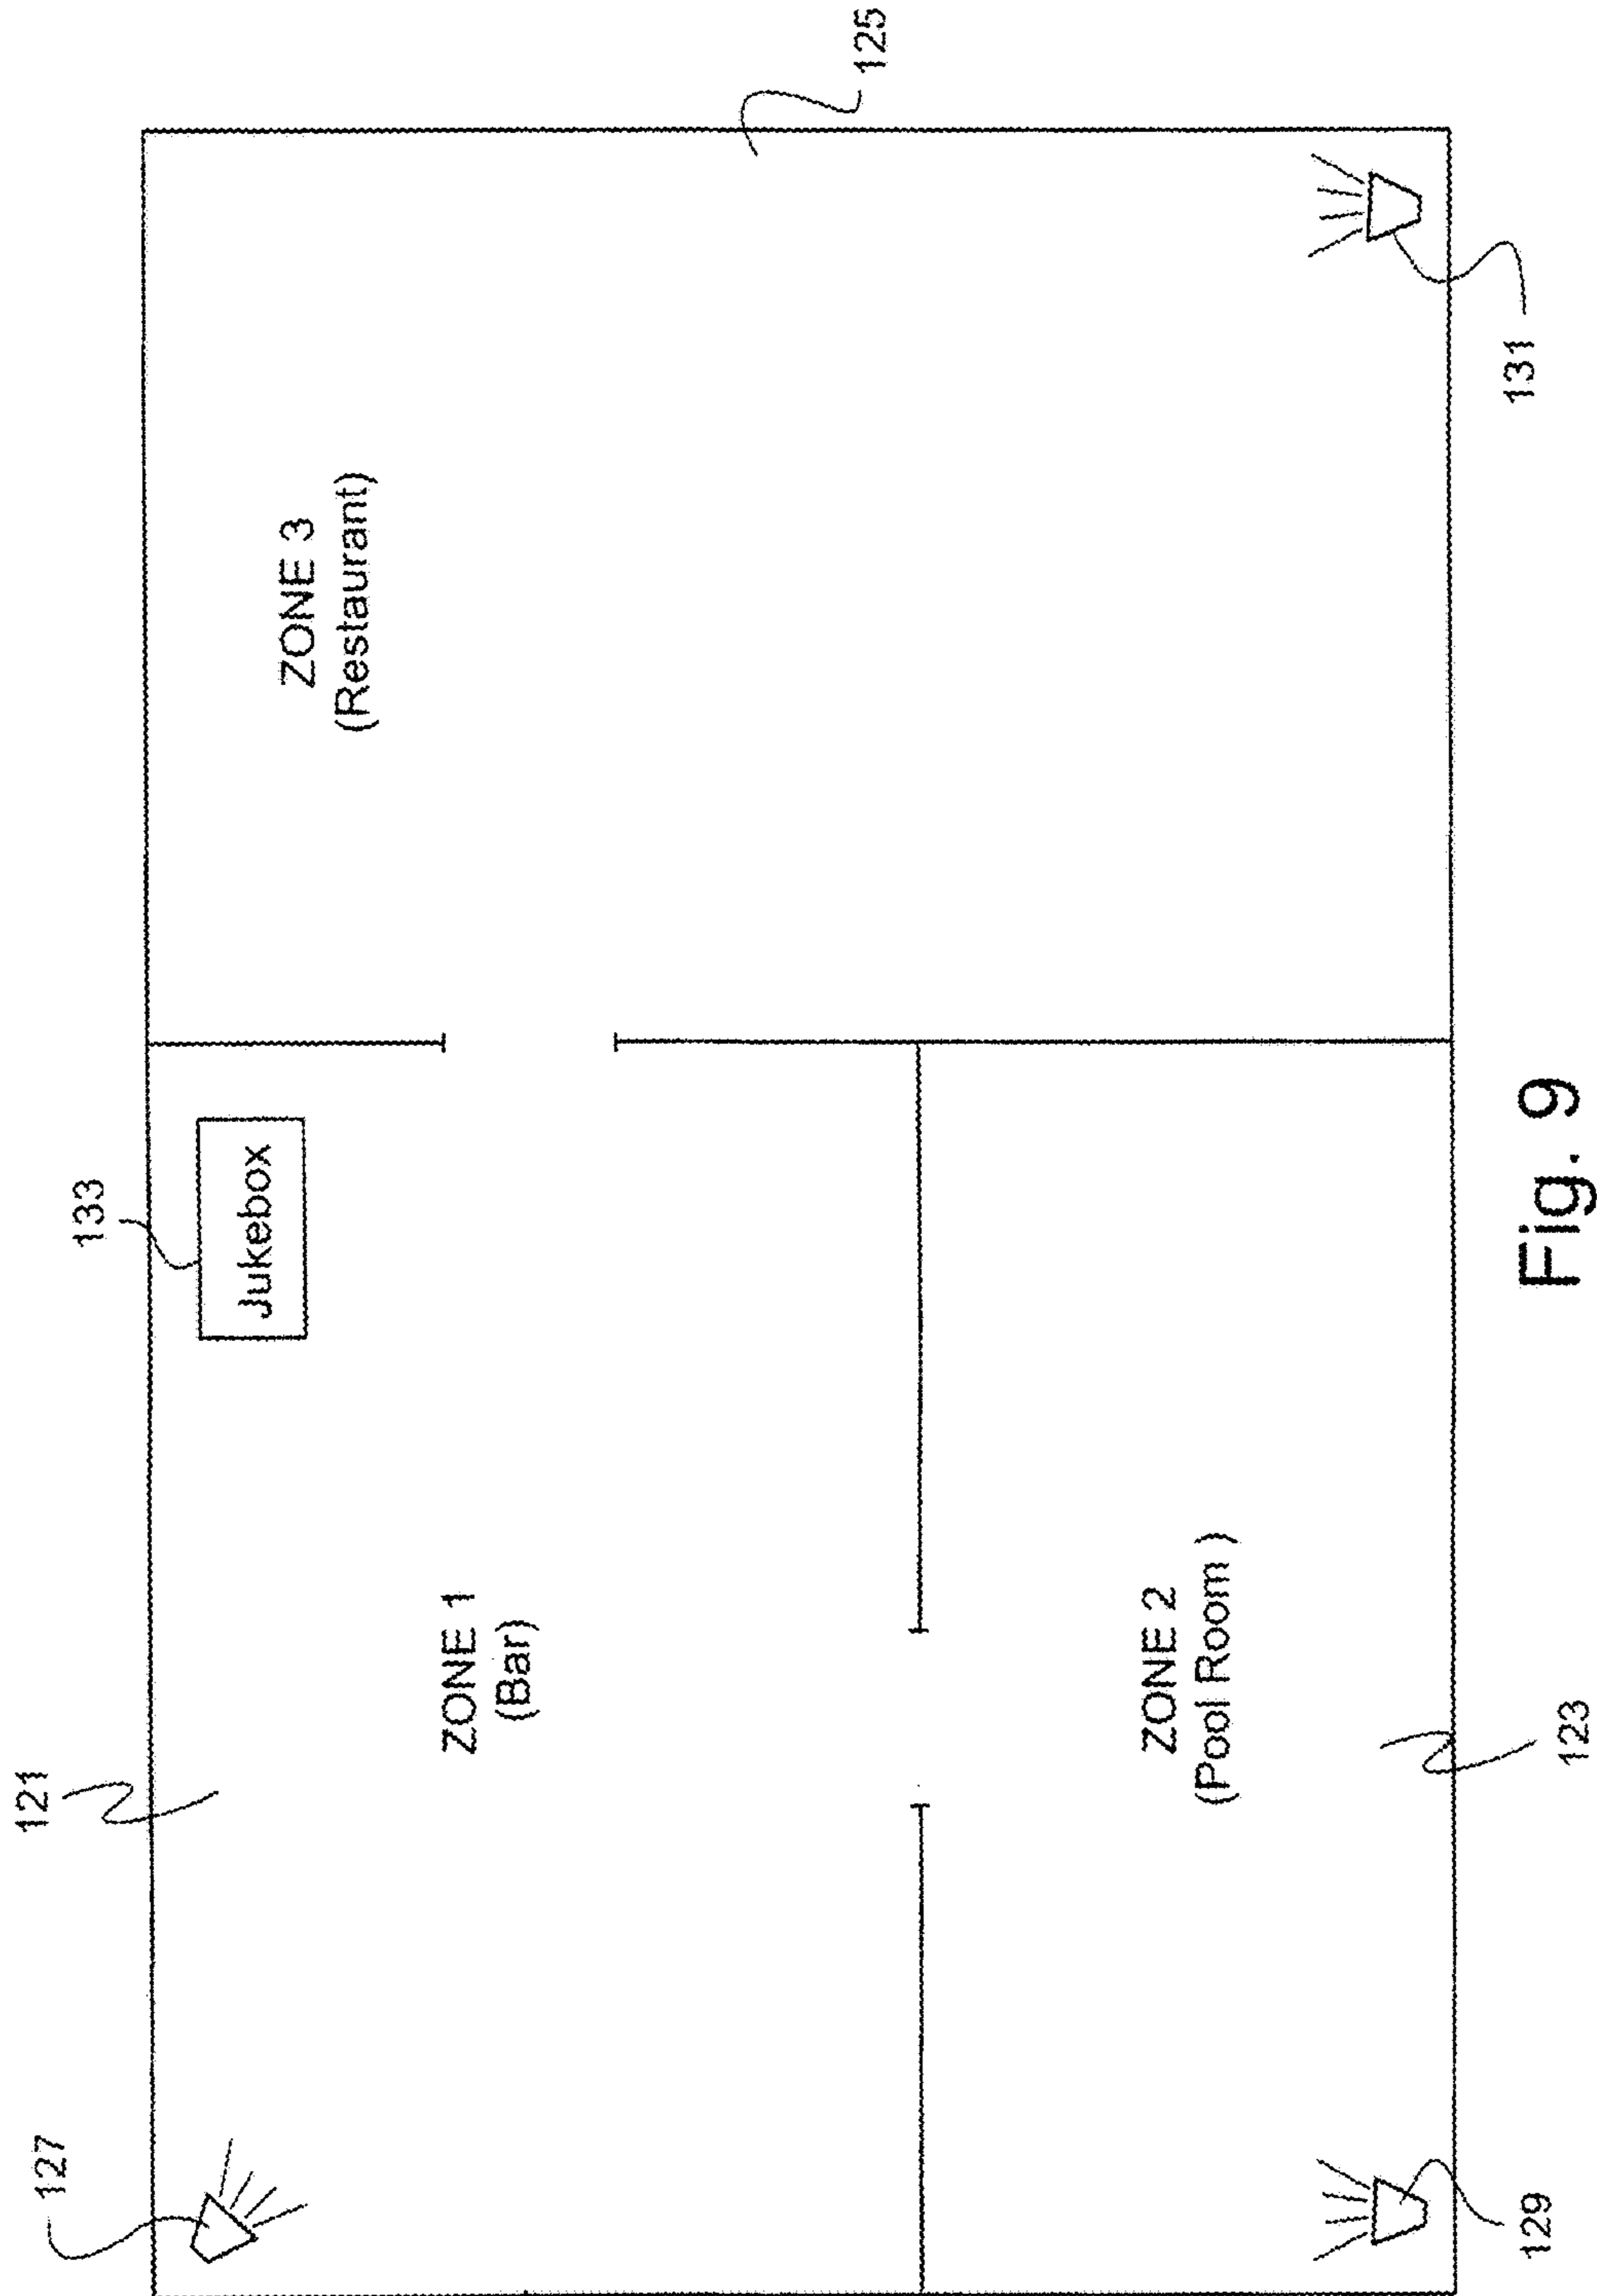 121
127
133
Jukebox
ZONE 1
(Bar)
ZONE 3
(Restaurant)
125
ZONE 2
(Pool Room )
129
123
131
Fig. 9